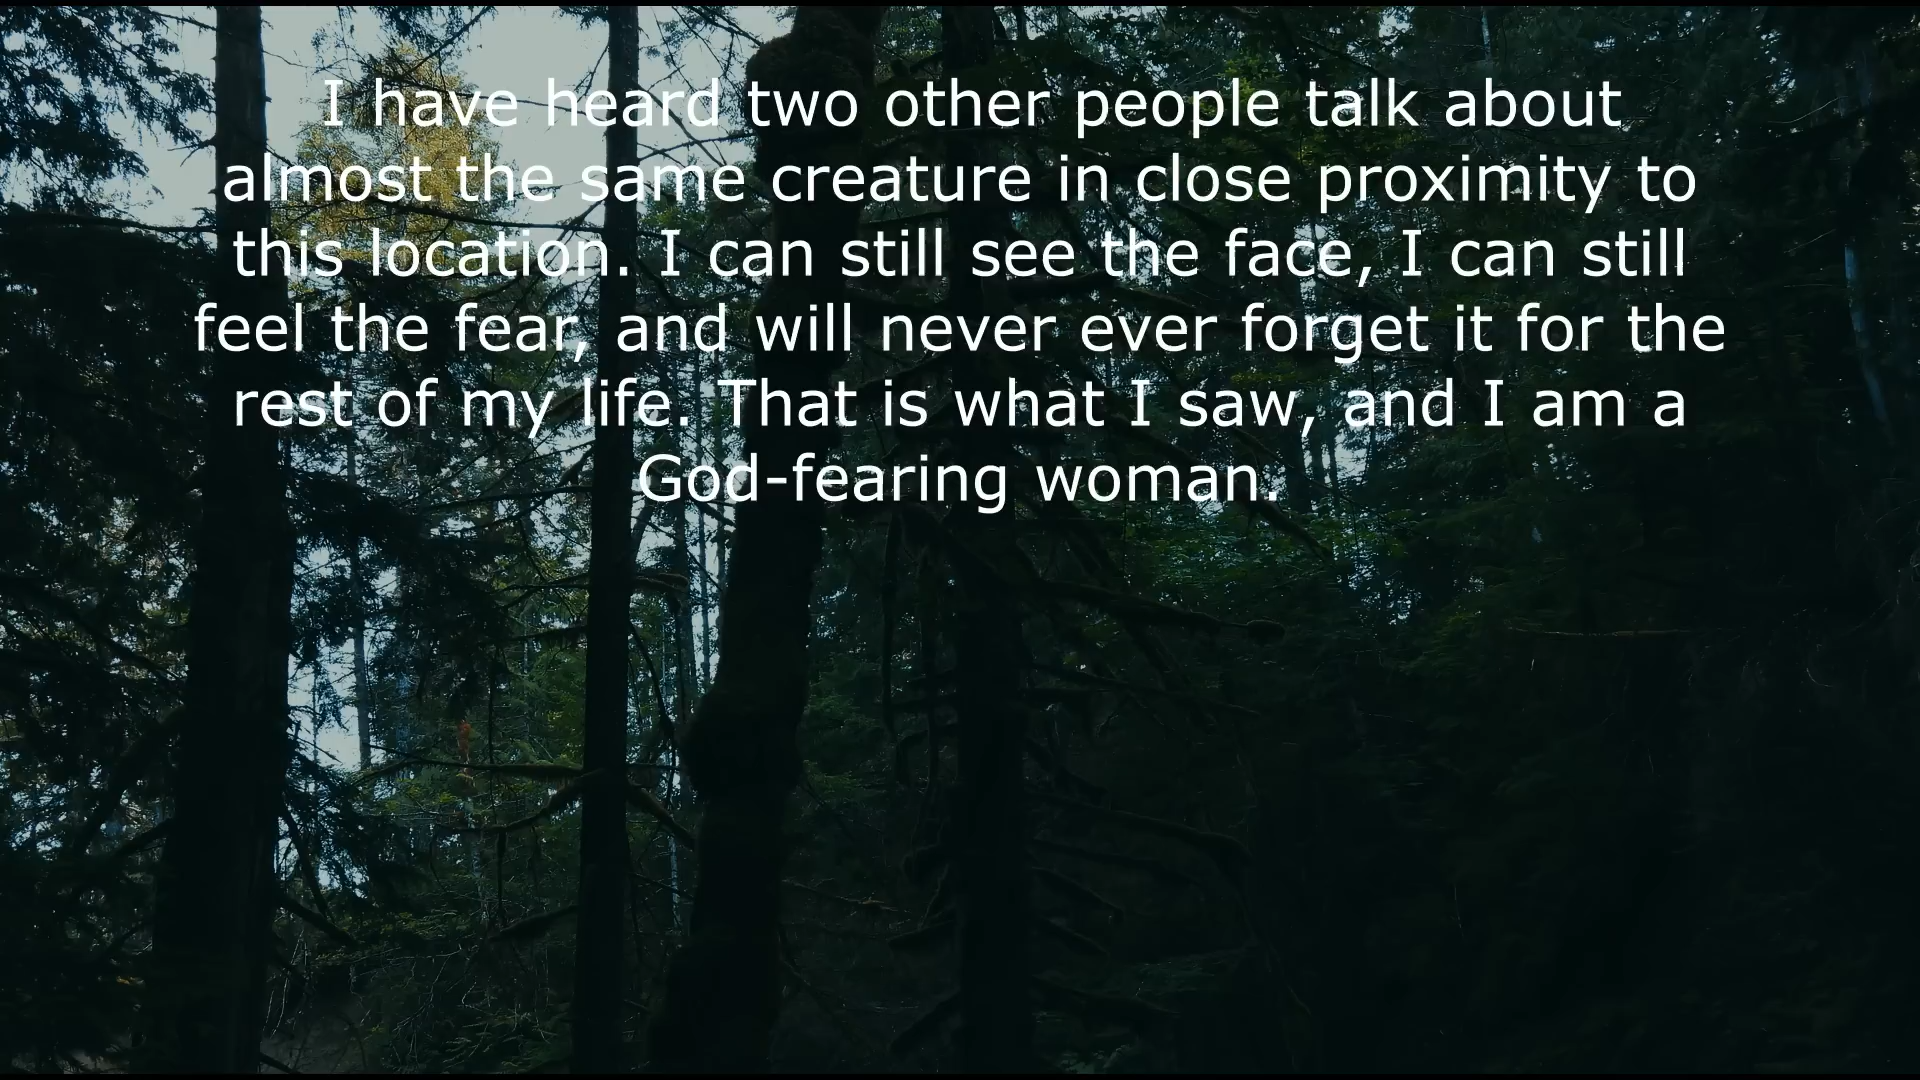 I have heard two other people talk about
almost the same creature in close proximity to
this location. I can still see the face, I can still
feel the fear, and will never ever forget it for the
rest of my life. That is what I saw, and I am a
God-fearing woman.